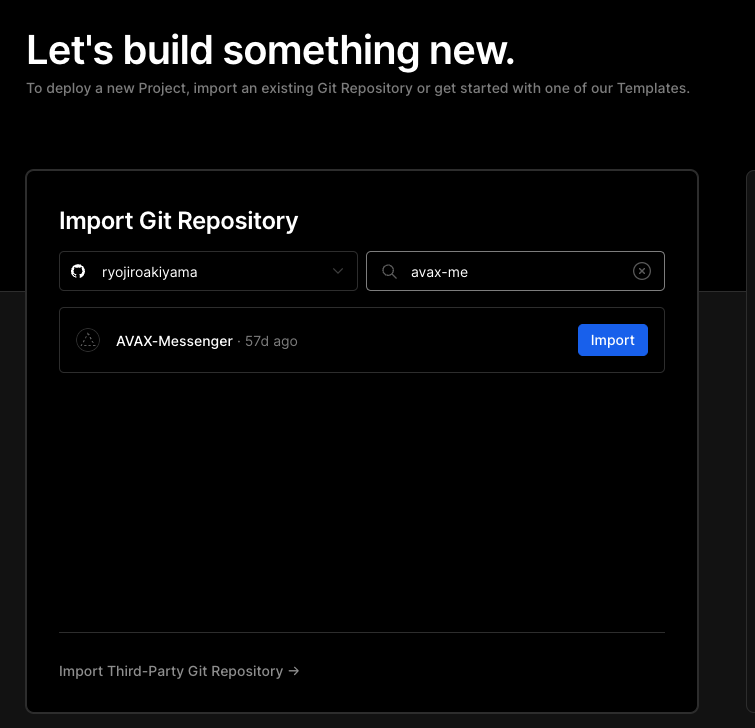 Let's build something new.
To deploy a new Project, import an existing Git Repository or get started with one of our Templates.
Import Git Repository
ryojiroakiyama
avax-me
AVAX-Messenger · 57d ago
Import
Import Third-Party Git Repository →